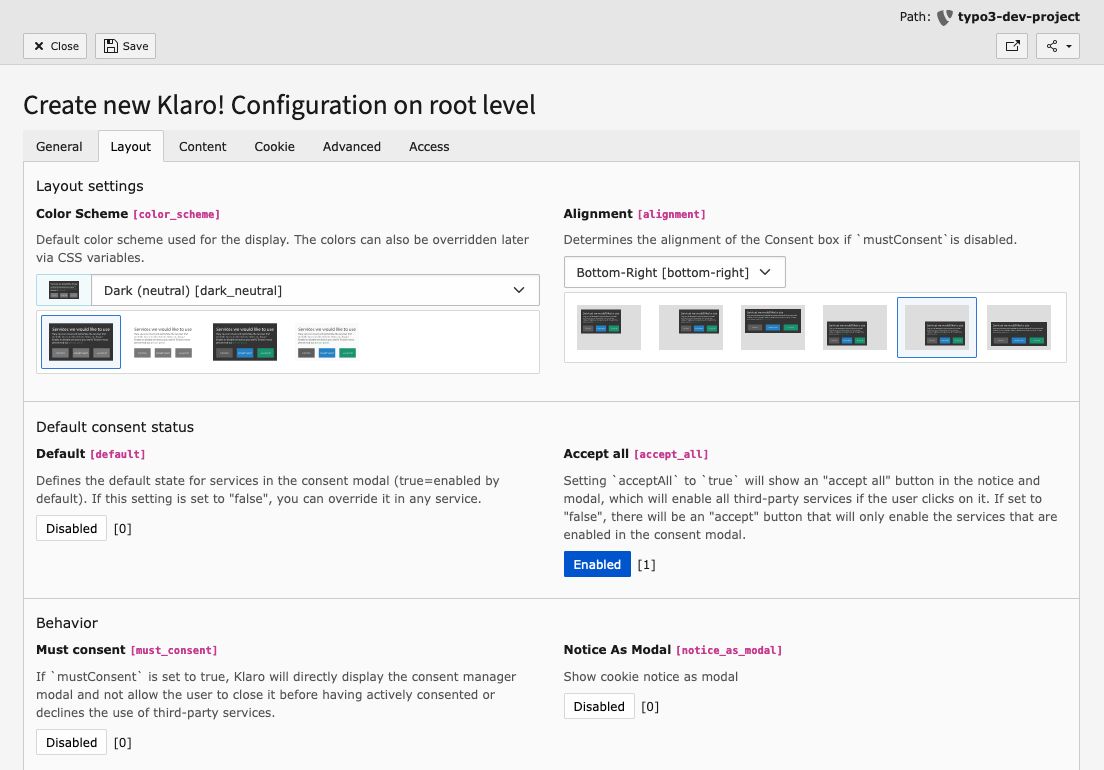 Path: typo3-dev-project
Close Save
Create new Klaro! Configuration on root level
General Layout Content Cookie Advanced Access
Layout settings
Color Scheme [color_scheme]
Default color scheme used for the display. The colors can also be overridden later
via CSS variables.
Dark (neutral) [dark_neutral]
Services we would like to use
Services we would like to use
Services we would like to use
Services we would like to use
Alignment [alignment]
Determines the alignment of the Consent box if `mustConsent`is disabled.
Bottom-Right [bottom-right]
Default consent status
Default [default]
Defines the default state for services in the consent modal (true=enabled by
default). If this setting is set to "false", you can override it in any service.
Disabled [0]
Accept all [accept_all]
Setting `acceptAll` to `true` will show an "accept all" button in the notice and
modal, which will enable all third-party services if the user clicks on it. If set to
"false", there will be an "accept" button that will only enable the services that are
enabled in the consent modal.
Enabled [1]
Behavior
Must consent [must_consent]
If `mustConsent` is set to true, Klaro will directly display the consent manager
modal and not allow the user to close it before having actively consented or
declines the use of third-party services.
Disabled [0]
Notice As Modal [notice_as_modal]
Show cookie notice as modal
Disabled [0]